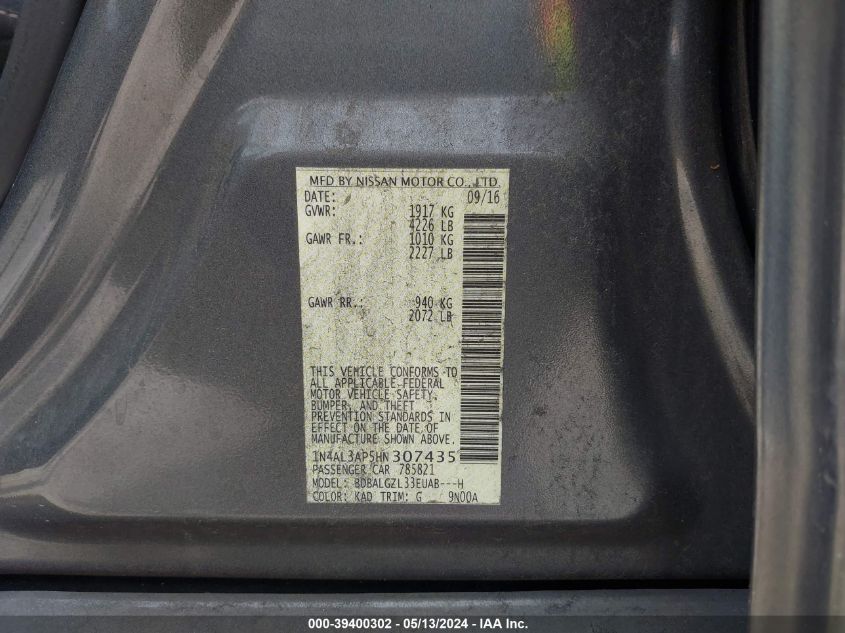 MFD BY NISSAN MOTOR CO., LTD.
DATE: 09/16
GVWR: 1917 KG
4226 LB
GAWR FR.: 1010 KG
2227 LB
GAWR RR.: 940 KG
2072 LB
THIS VEHICLE CONFORMS TO
ALL APPLICABLE FEDERAL
MOTOR VEHICLE SAFETY,
BUMPER, AND THEFT
PREVENTION STANDARDS IN
EFFECT ON THE DATE OF
MANUFACTURE SHOWN ABOVE.
1N4AL3AP5HN307435
PASSENGER CAR 785821
MODEL: BDBALGZL33EUAB---H
COLOR: KAD TRIM: G 9N00A
000-39400302 - 05/13/2024 - IAA Inc.